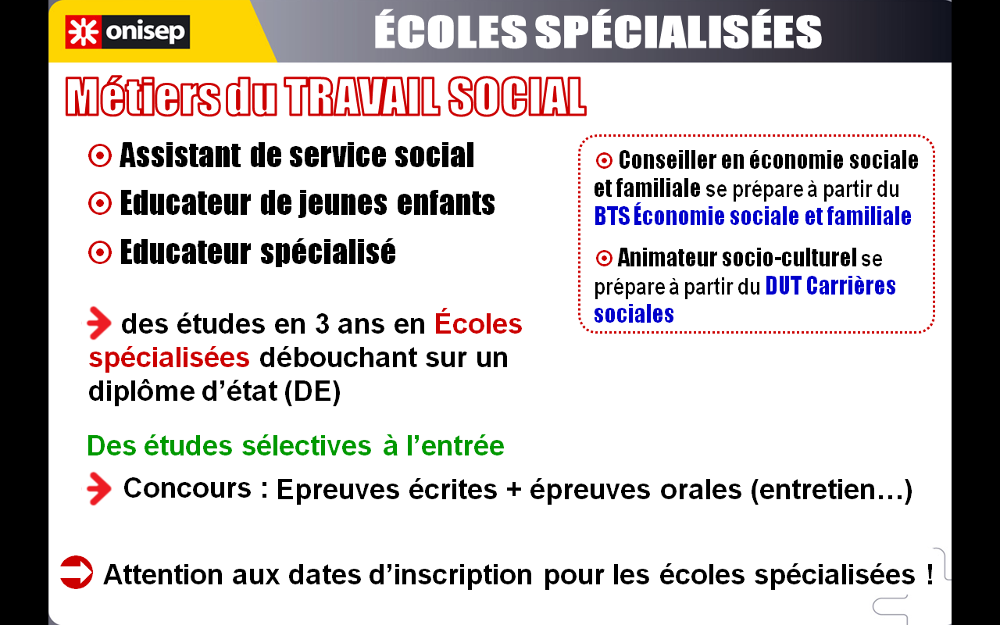 onisep
ÉCOLES SPÉCIALISÉES
Métiers du TRAVAIL SOCIAL
Assistant de service social
Educateur de jeunes enfants
Educateur spécialisé
des études en 3 ans en Écoles
spécialisées débouchant sur un
diplôme d’état (DE)
Conseiller en économie sociale
et familiale se prépare à partir du
BTS Économie sociale et familiale
Animateur socio-culturel se
prépare à partir du DUT Carrières
sociales
Des études sélectives à l’entrée
Concours : Epreuves écrites + épreuves orales (entretien…)
Attention aux dates d’inscription pour les écoles spécialisées !